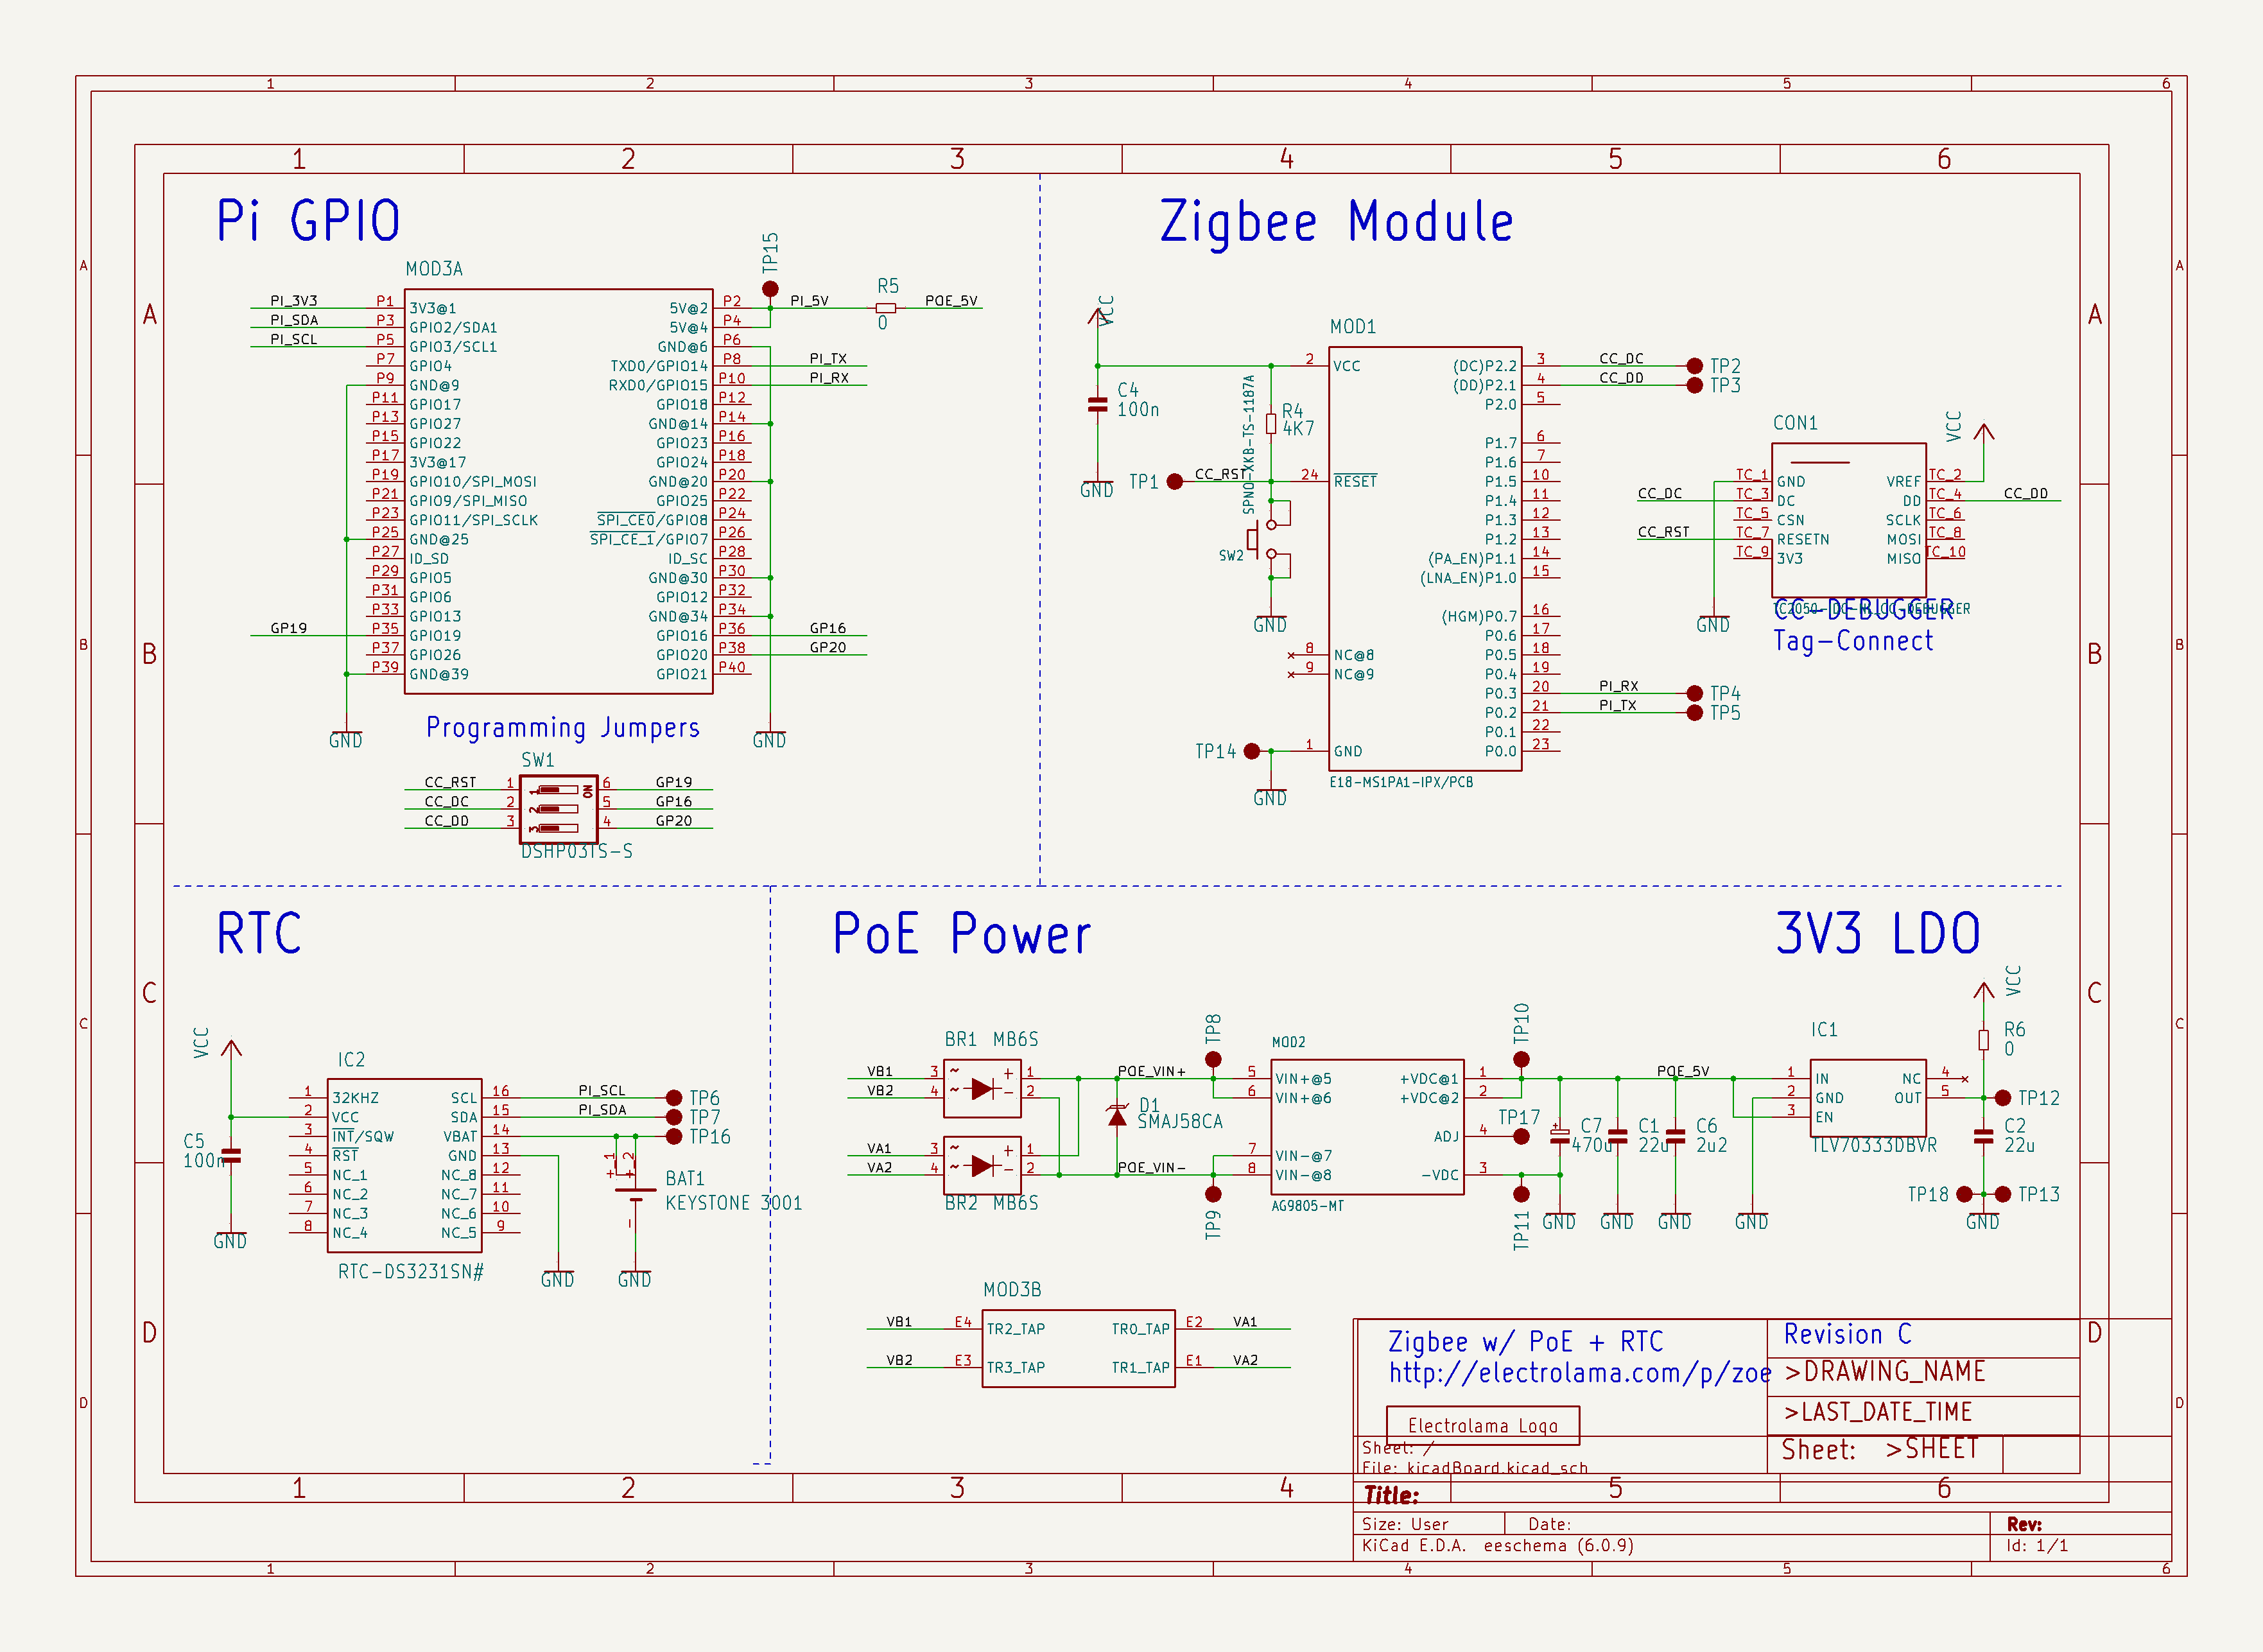 1 2 3 4 5 6
1 2 3 4 5 6
A A A A
B B B B
C C C C
D D D D
Pi GPIO
MOD3A
TP15
PI_3V3 P1 3V3@1 5V@2 P2 PI_5V R5 0 POE_5V
PI_SDA P3 GPIO2/SDA1 5V@4 P4
PI_SCL P5 GPIO3/SCL1 GND@6 P6
P7 GPIO4 TXD0/GPIO14 P8 PI_TX
P9 GND@9 RXD0/GPIO15 P10 PI_RX
P11 GPIO17 GPIO18 P12
P13 GPIO27 GND@14 P14
P15 GPIO22 GPIO23 P16
P17 3V3@17 GPIO24 P18
P19 GPIO10/SPI_MOSI GND@20 P20
P21 GPIO9/SPI_MISO GPIO25 P22
P23 GPIO11/SPI_SCLK SPI_CE0/GPIO8 P24
P25 GND@25 SPI_CE_1/GPIO7 P26
P27 ID_SD ID_SC P28
P29 GPIO5 GND@30 P30
P31 GPIO6 GPIO12 P32
P33 GPIO13 GND@34 P34
GP19 P35 GPIO19 GPIO16 P36 GP16
P37 GPIO26 GPIO20 P38 GP20
P39 GND@39 GPIO21 P40
GND GND
Programming Jumpers
SW1
CC_RST 1 1 ON 6 GP19
CC_DC 2 2 5 GP16
CC_DD 3 3 4 GP20
DSHP03TS-S
Zigbee Module
VCC
C4
100n
GND
MOD1
2 VCC
R4
4K7
TP1 CC_RST 24 RESET
SPNO-XKB-TS-1187A
SW2
GND
8 NC@8
9 NC@9
TP14 1 GND
GND
(DC)P2.2 3 CC_DC TP2
(DD)P2.1 4 CC_DD TP3
P2.0 5
P1.7 6
P1.6 7
P1.5 10
P1.4 11
P1.3 12
P1.2 13
(PA_EN)P1.1 14
(LNA_EN)P1.0 15
(HGM)P0.7 16
P0.6 17
P0.5 18
P0.4 19
P0.3 20 PI_RX TP4
P0.2 21 PI_TX TP5
P0.1 22
P0.0 23
E18-MS1PA1-IPX/PCB
CON1
VCC
TC_1 GND VREF TC_2
CC_DC TC_3 DC DD TC_4 CC_DD
TC_5 CSN SCLK TC_6
CC_RST TC_7 RESETN MOSI TC_8
TC_9 3V3 MISO TC_10
GND
TC2050-IDC-NL_CC-DEBUGGER
CC-DEBUGGER
Tag-Connect
RTC
VCC
C5
100n
GND
IC2
1 32KHZ SCL 16 PI_SCL TP6
2 VCC SDA 15 PI_SDA TP7
3 INT/SQW VBAT 14 TP16
4 RST GND 13
5 NC_1 NC_8 12
6 NC_2 NC_7 11
7 NC_3 NC_6 10
8 NC_4 NC_5 9
RTC-DS3231SN#
GND
+ 1 + 2
BAT1
KEYSTONE 3001
-
GND
PoE Power
BR1 MB6S
VB1 3 ~ + 1
VB2 4 ~ - 2
VA1 3 ~ + 1
VA2 4 ~ - 2
BR2 MB6S
POE_VIN+
D1
SMAJ58CA
POE_VIN-
TP8
TP9
MOD2
5 VIN+@5 +VDC@1 1
6 VIN+@6 +VDC@2 2
ADJ 4 TP17
7 VIN-@7
8 VIN-@8 -VDC 3
AG9805-MT
TP10
TP11
+
C7
470u
GND
C1
22u
GND
C6
2u2
GND
POE_5V
3V3 LDO
IC1
1 IN NC 4
2 GND OUT 5
3 EN
TLV70333DBVR
GND
VCC
R6
0
TP12
C2
22u
TP18 TP13
GND
MOD3B
VB1 E4 TR2_TAP TR0_TAP E2 VA1
VB2 E3 TR3_TAP TR1_TAP E1 VA2
Zigbee w/ PoE + RTC
http://electrolama.com/p/zoe
Electrolama Logo
Revision C
>DRAWING_NAME
>LAST_DATE_TIME
Sheet: >SHEET
Sheet: /
File: kicadBoard.kicad_sch
Title:
Size: User Date: Rev:
KiCad E.D.A. eeschema (6.0.9) Id: 1/1
1 2 3 4 5 6
1 2 3 4 5 6